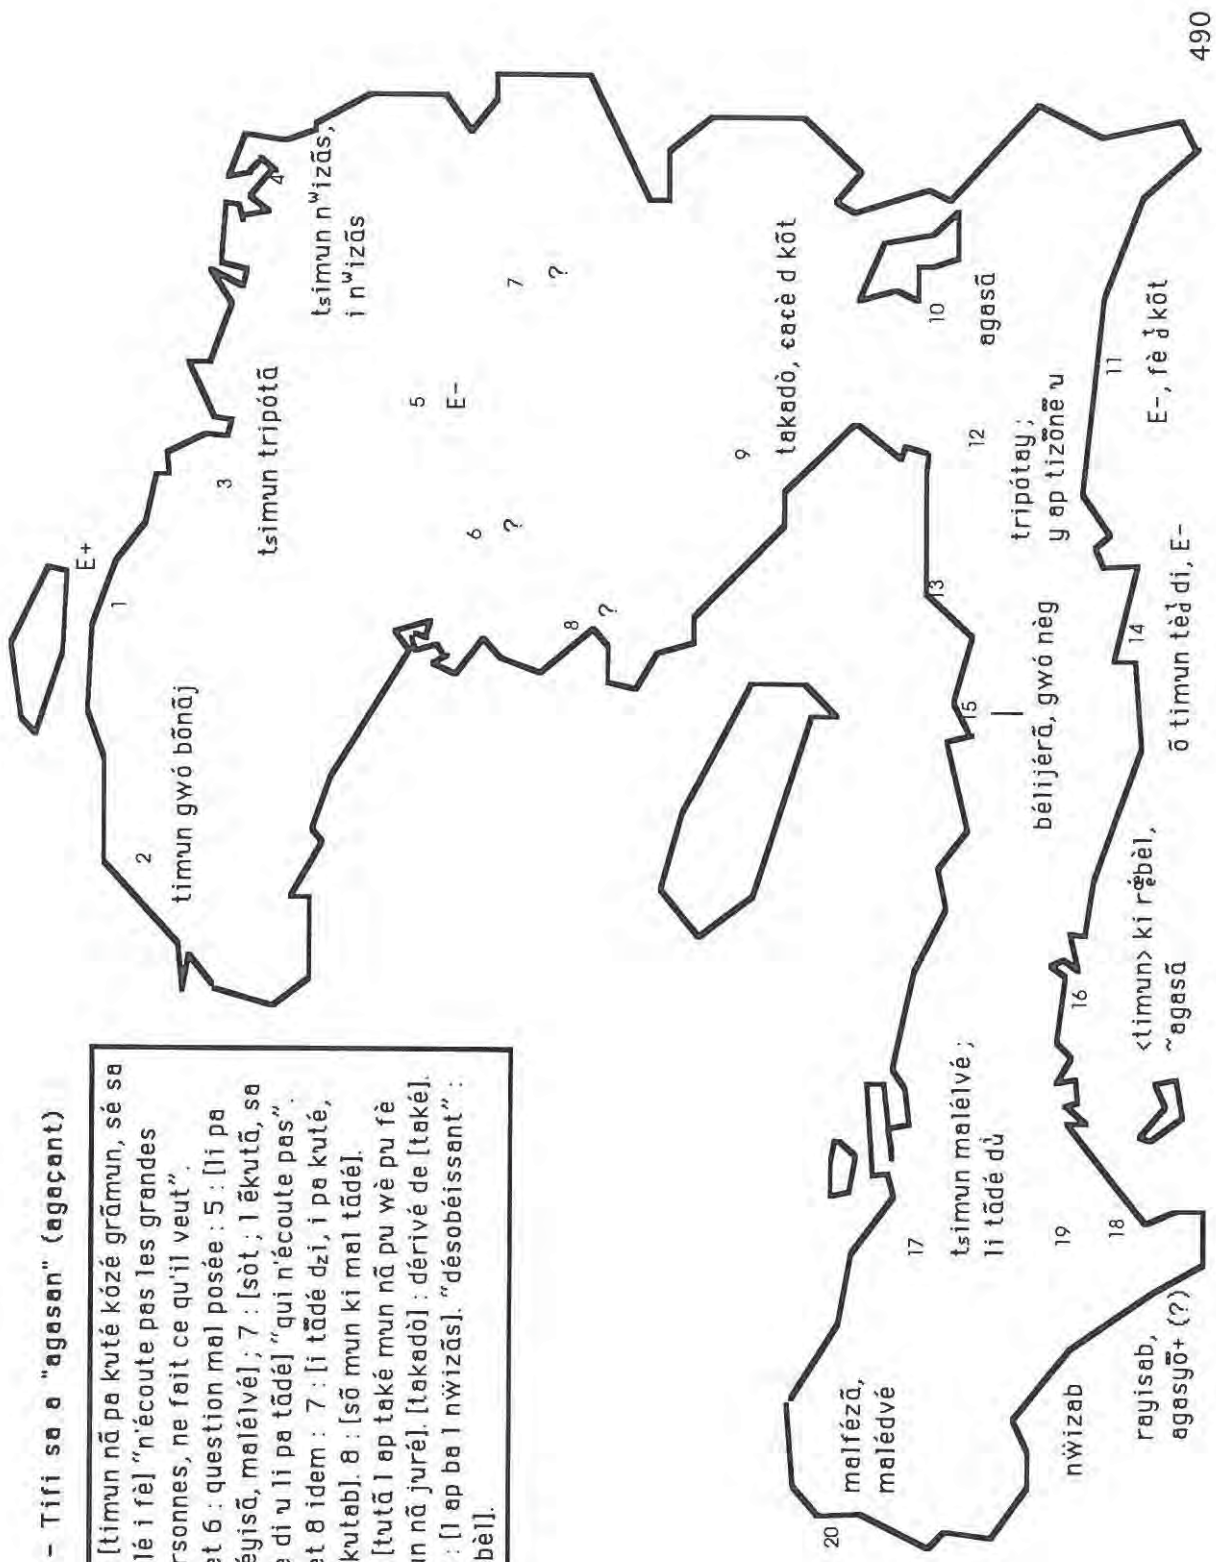 – Tifi sa a "agasan" (agaçant)
[timun nã pa kuté kózé grãmun, sé sa
lé i fè] "n'écoute pas les grandes
rsonnes, ne fait ce qu'il veut".
et 6 : question mal posée : 5 : [li pa
éyisã, malélvé] ; 7 : [sòt ; l ẽkutã, sa
e di u li pa tãdé] "qui n'écoute pas" :
et 8 idem : 7 : [i tãdé dzi, i pa kuté,
kutab]. 8 : [sõ mun ki mal tãdé].
[tutã l ap také mun nã pu wè pu fè
un nã juré]. [takadò] : dérivé de [také].
: [l ap ba l nẅizãs]. "désobéissant" :
bèl].
E+
1
2
timun gwó bõnãj
3
tsimun tripótã
4
tsimun nʷizãs,
i nʷizãs
5
E-
6
?
7
?
8
?
9
takadò, cacè d kõt
10
agasã
11
E-, fè d kõt
12
tripótay ;
y ap tizõnẽ u
13
14
õ timun tèd di, E-
15
bélijérã, gwó nèg
16
<timun> ki rẹ̃bèl,
~agasã
17
tsimun malélvé ;
li tãdé dù
18
rayisab,
agasyõ+ (?)
19
nẅizab
20
malfézã,
malédvé
490